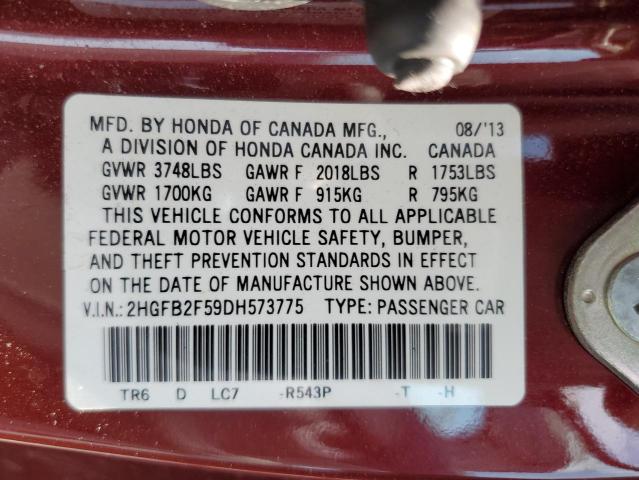 MFD. BY HONDA OF CANADA MFG., 08/'13
A DIVISION OF HONDA CANADA INC. CANADA
GVWR 3748LBS GAWR F 2018LBS R 1753LBS
GVWR 1700KG GAWR F 915KG R 795KG
THIS VEHICLE CONFORMS TO ALL APPLICABLE
FEDERAL MOTOR VEHICLE SAFETY, BUMPER,
AND THEFT PREVENTION STANDARDS IN EFFECT
ON THE DATE OF MANUFACTURE SHOWN ABOVE.
V.I.N.: 2HGFB2F59DH573775 TYPE: PASSENGER CAR
TR6 D LC7 -R543P -T -H